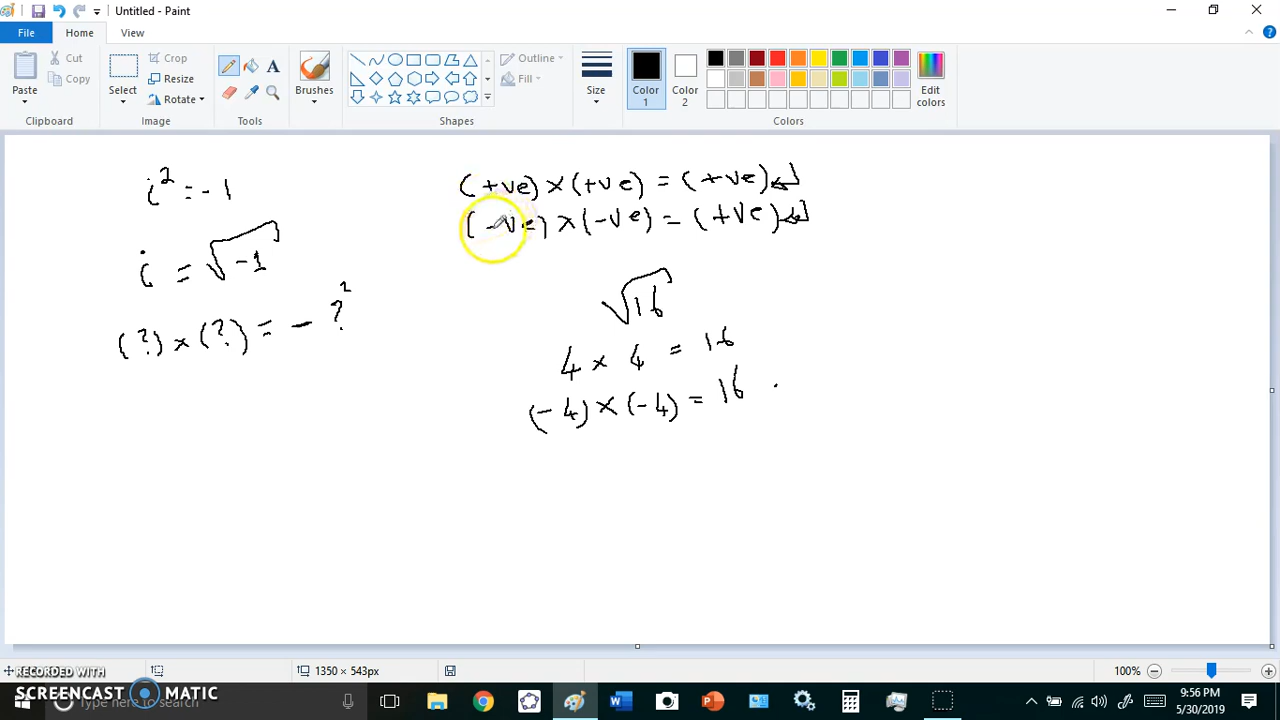 Untitled - Paint
File Home View
Paste
Cut
Copy
Clipboard
Select
Crop
Resize
Rotate
Image
Tools
Brushes
Outline
Fill
Shapes
Size
Color 1
Color 2
Edit colors
Colors
i² = -1
i = √-1
(?) × (?) = - ?²
(+ve) × (+ve) = (+ve)
(-ve) × (-ve) = (+ve)
√16
4 × 4 = 16
(-4) × (-4) = 16
1350 × 543px
100%
RECORDED WITH
SCREENCAST MATIC
Type here to search
9:56 PM
5/30/2019